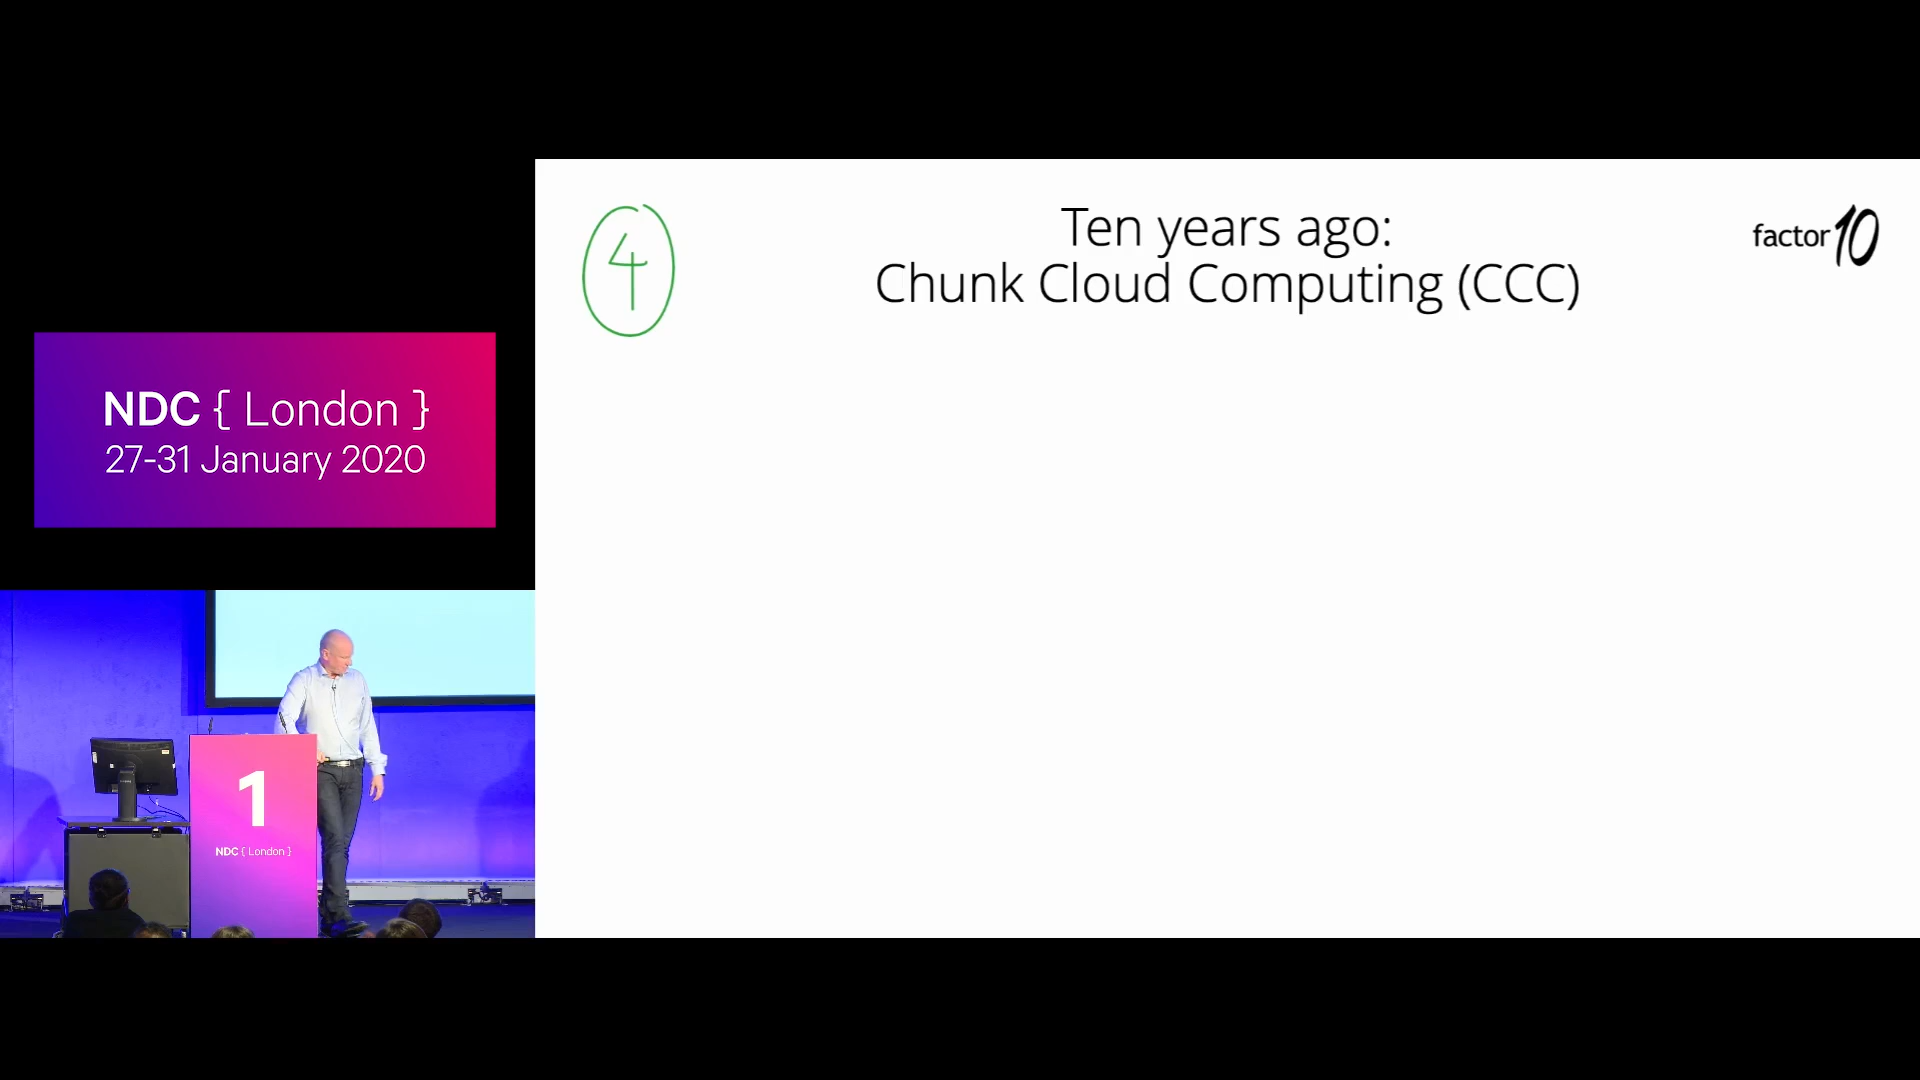 NDC { London }
27-31 January 2020
1
NDC { London }
4
Ten years ago:
Chunk Cloud Computing (CCC)
factor10